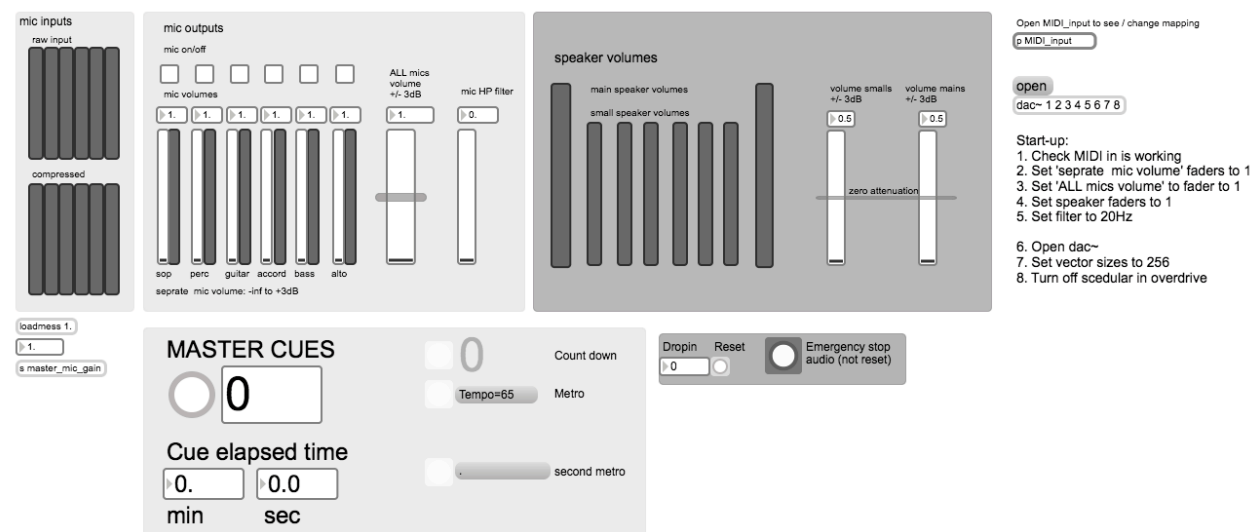 mic inputs
raw input
compressed
loadmess 1.
1.
s master_mic_gain
mic outputs
mic on/off
mic volumes
1. 1. 1. 1. 1. 1.
sop perc guitar accord bass alto
seprate mic volume: -inf to +3dB
ALL mics
volume
+/- 3dB
1.
mic HP filter
0.
speaker volumes
main speaker volumes
small speaker volumes
volume smalls
+/- 3dB
0.5
volume mains
+/- 3dB
0.5
zero attenuation
Open MIDI_input to see / change mapping
p MIDI_input
open
dac~ 1 2 3 4 5 6 7 8
Start-up:
1. Check MIDI in is working
2. Set 'seprate mic volume' faders to 1
3. Set 'ALL mics volume' to fader to 1
4. Set speaker faders to 1
5. Set filter to 20Hz
6. Open dac~
7. Set vector sizes to 256
8. Turn off scedular in overdrive
MASTER CUES
0
Cue elapsed time
0. 0.0
min sec
0 Count down
Tempo=65 Metro
. second metro
Dropin Reset
0
Emergency stop
audio (not reset)